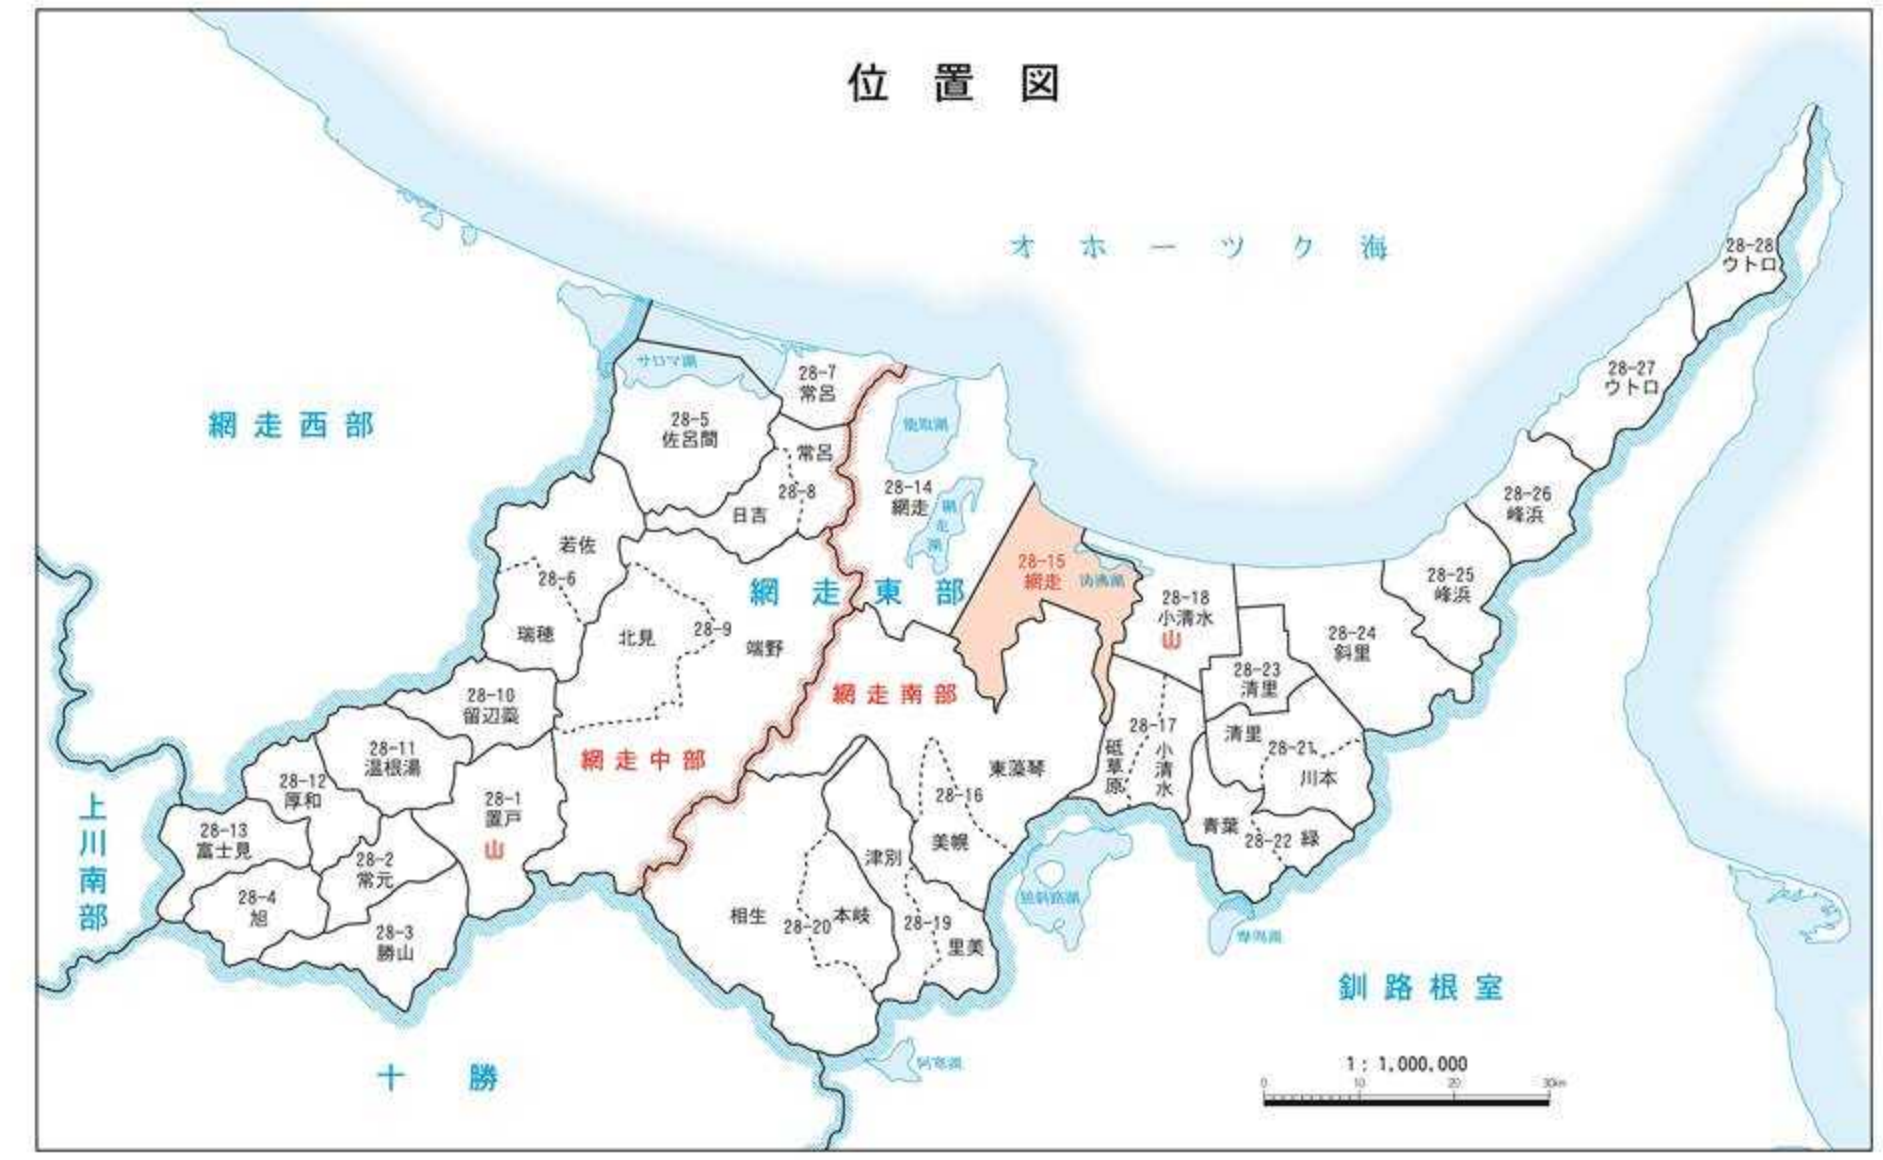 位置図
オホーツク海
28-28
ウトロ
28-27
ウトロ
サロマ湖
28-7
常呂
能取湖
網走西部
28-5
佐呂間
常呂
28-8
日吉
28-14
網走
網走湖
28-26
峰浜
若佐
28-6
瑞穂
北見
28-9
端野
網走東部
28-15
網走
涛沸湖
28-18
小清水
山
28-25
峰浜
28-24
斜里
28-23
清里
28-10
留辺蘂
網走南部
網走中部
28-11
温根湯
28-12
厚和
28-1
置戸
山
28-13
富士見
28-2
常元
28-4
旭
28-3
勝山
上川南部
東藻琴
28-16
美幌
砥草原
28-17
小清水
清里
28-21
川本
青葉
28-22
緑
津別
相生
28-20
本岐
28-19
里美
屈斜路湖
摩周湖
阿寒湖
釧路根室
十勝
1:1,000,000
0 10 20 30km